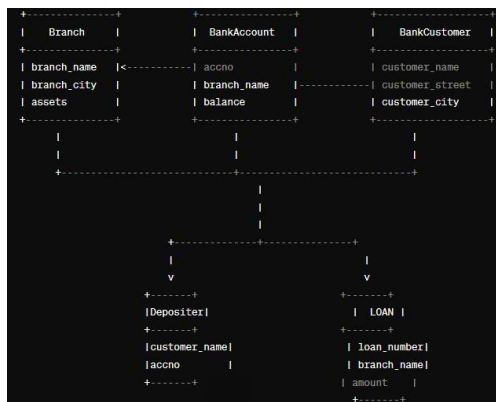 Branch BankAccount BankCustomer
branch_name accno customer_name
branch_city branch_name customer_street
assets balance customer_city
Depositer LOAN
customer_name loan_number
accno branch_name
amount